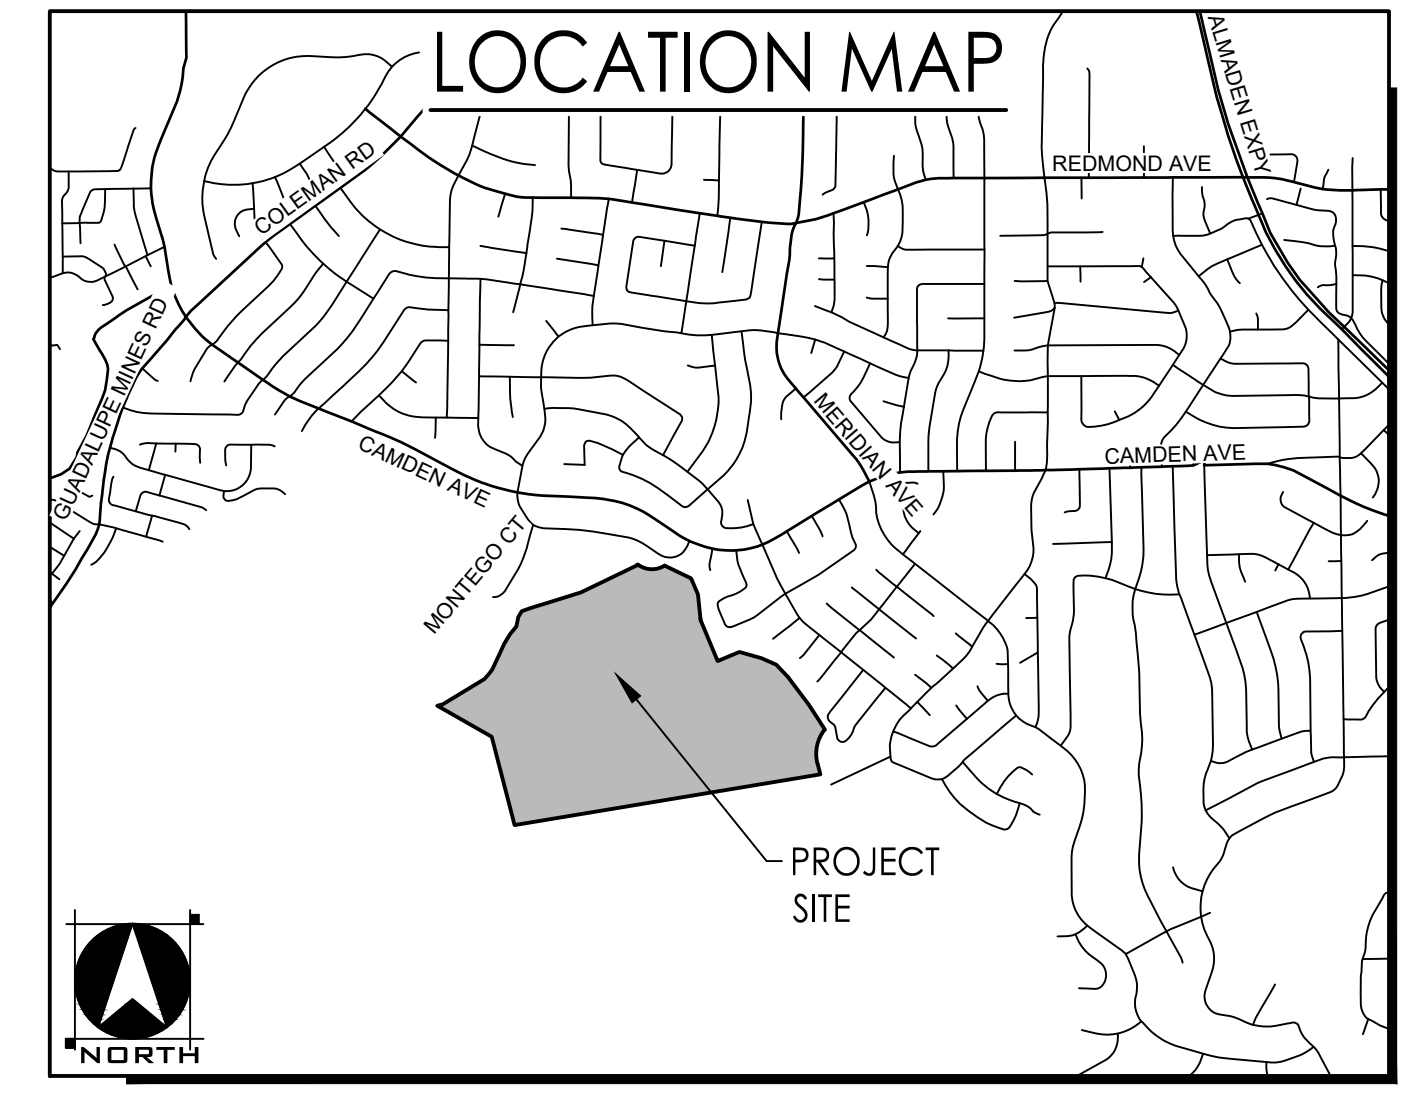 LOCATION MAP
ALMADEN EXPY
REDMOND AVE
COLEMAN RD
GUADALUPE MINES RD
MERIDIAN AVE
CAMDEN AVE
CAMDEN AVE
MONTEGO CT
PROJECT
SITE
NORTH